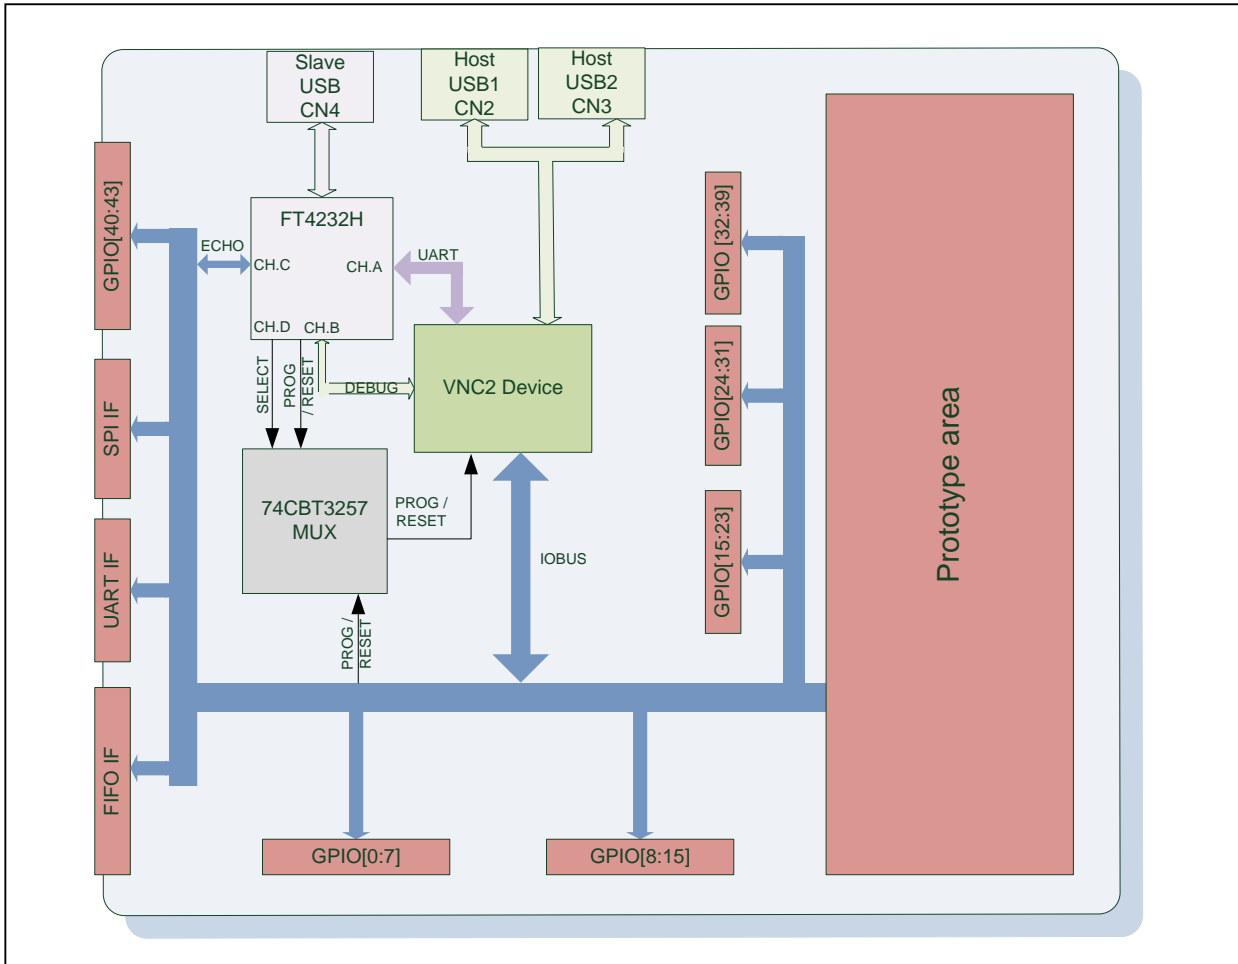 Slave
USB
CN4
Host
USB1
CN2
Host
USB2
CN3
GPIO[40:43]
SPI IF
UART IF
FIFO IF
FT4232H
ECHO
CH.C
CH.A
CH.D
CH.B
UART
SELECT
PROG
/ RESET
DEBUG
VNC2 Device
74CBT3257
MUX
PROG /
RESET
PROG /
RESET
IOBUS
GPIO [32:39]
GPIO[24:31]
GPIO[15:23]
Prototype area
GPIO[0:7]
GPIO[8:15]